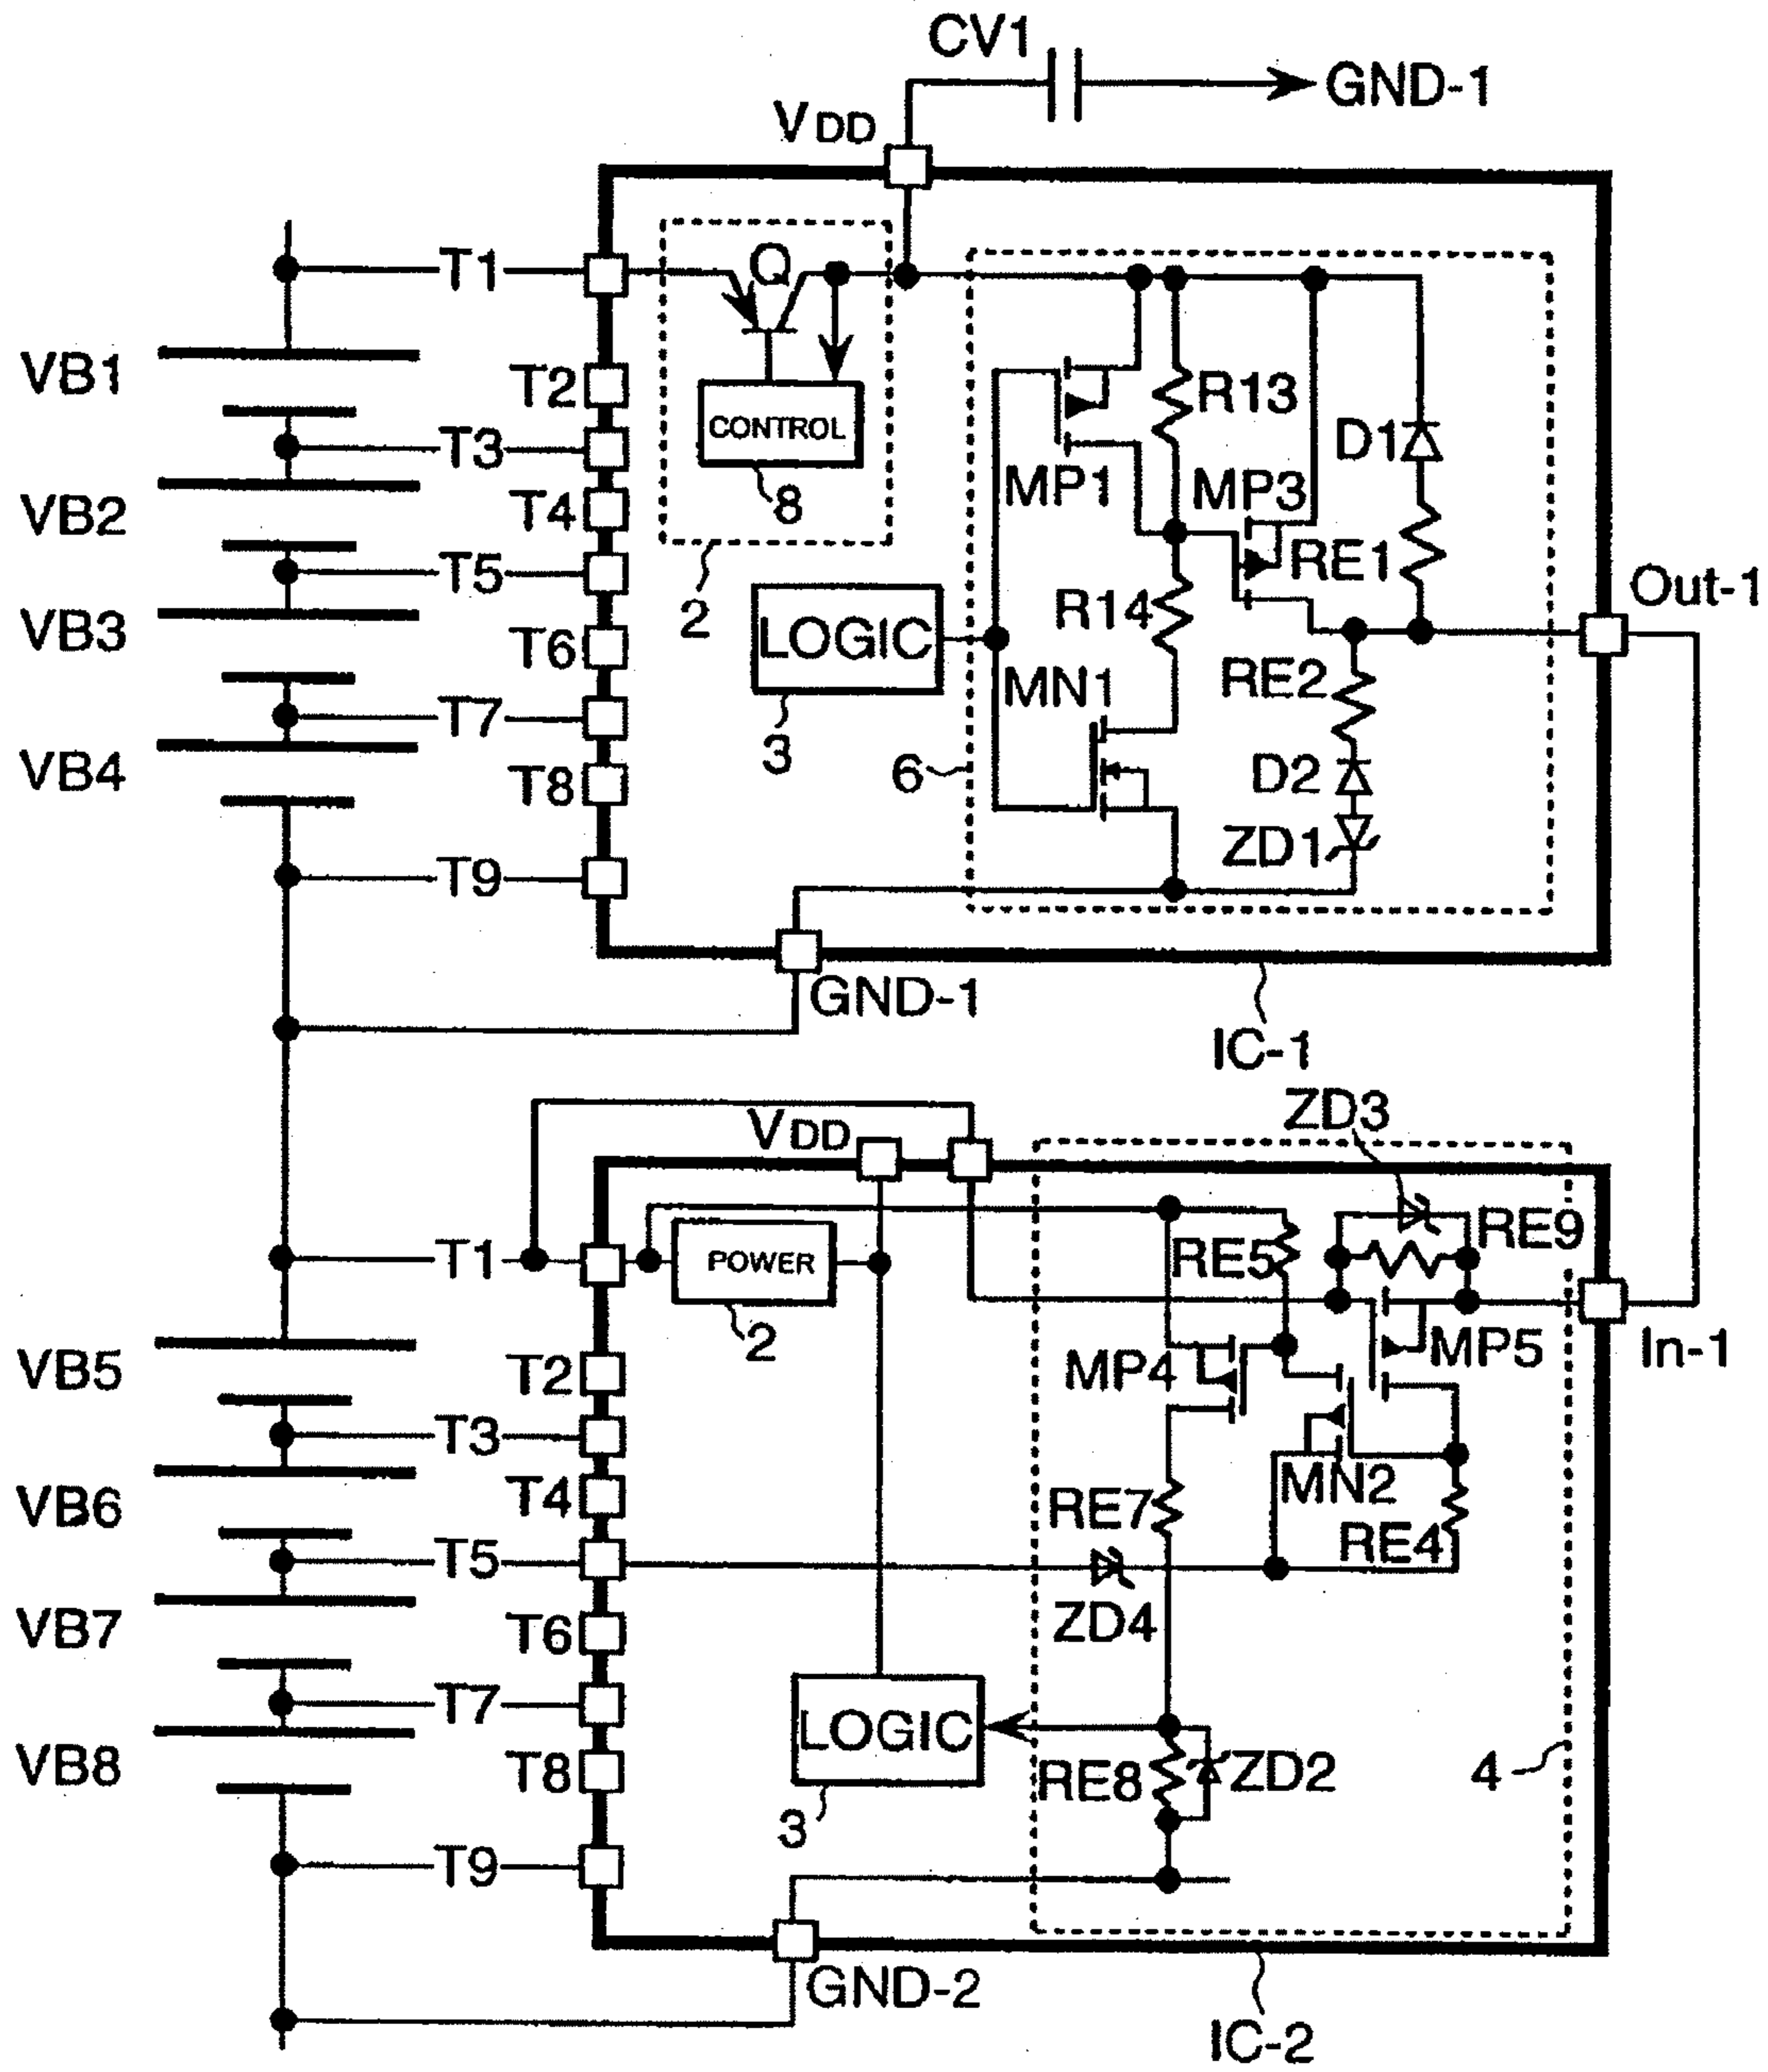 CV1
GND-1
VDD
T1
Q
VB1
T2
CONTROL
R13
D1
T3
8
MP1
MP3
VB2
T4
T5
2
RE1
Out-1
VB3
T6
LOGIC
R14
RE2
MN1
T7
3
6
D2
VB4
T8
ZD1
T9
GND-1
IC-1
ZD3
VDD
RE9
T1
POWER
RE5
2
In-1
VB5
T2
MP4
MP5
T3
MN2
VB6
T4
RE7
RE4
T5
ZD4
VB7
T6
T7
LOGIC
VB8
T8
RE8
ZD2
4
3
T9
GND-2
IC-2